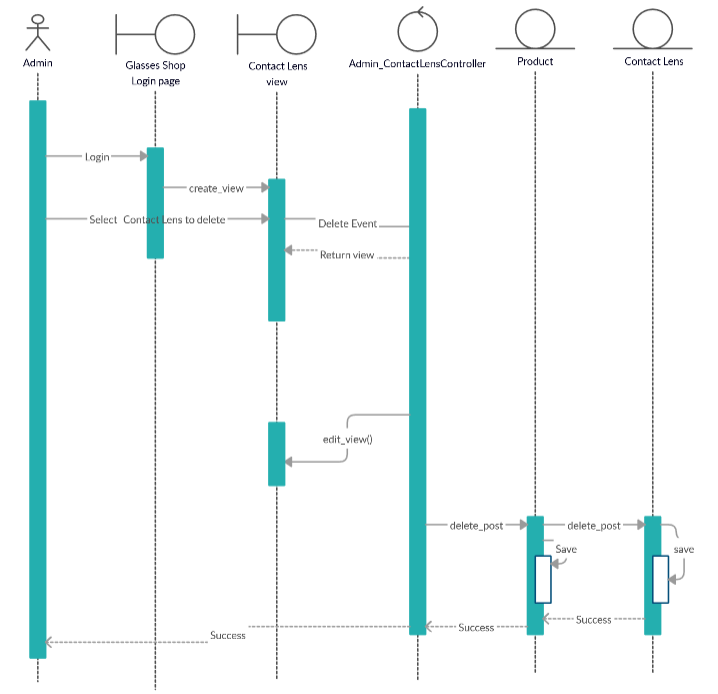 Admin
Glasses Shop
Login page
Contact Lens
view
Admin_ContactLensController
Product
Contact Lens
Login
create_view
Select Contact Lens to delete
Delete Event
Return view
edit_view()
delete_post
delete_post
Save
save
Success
Success
Success